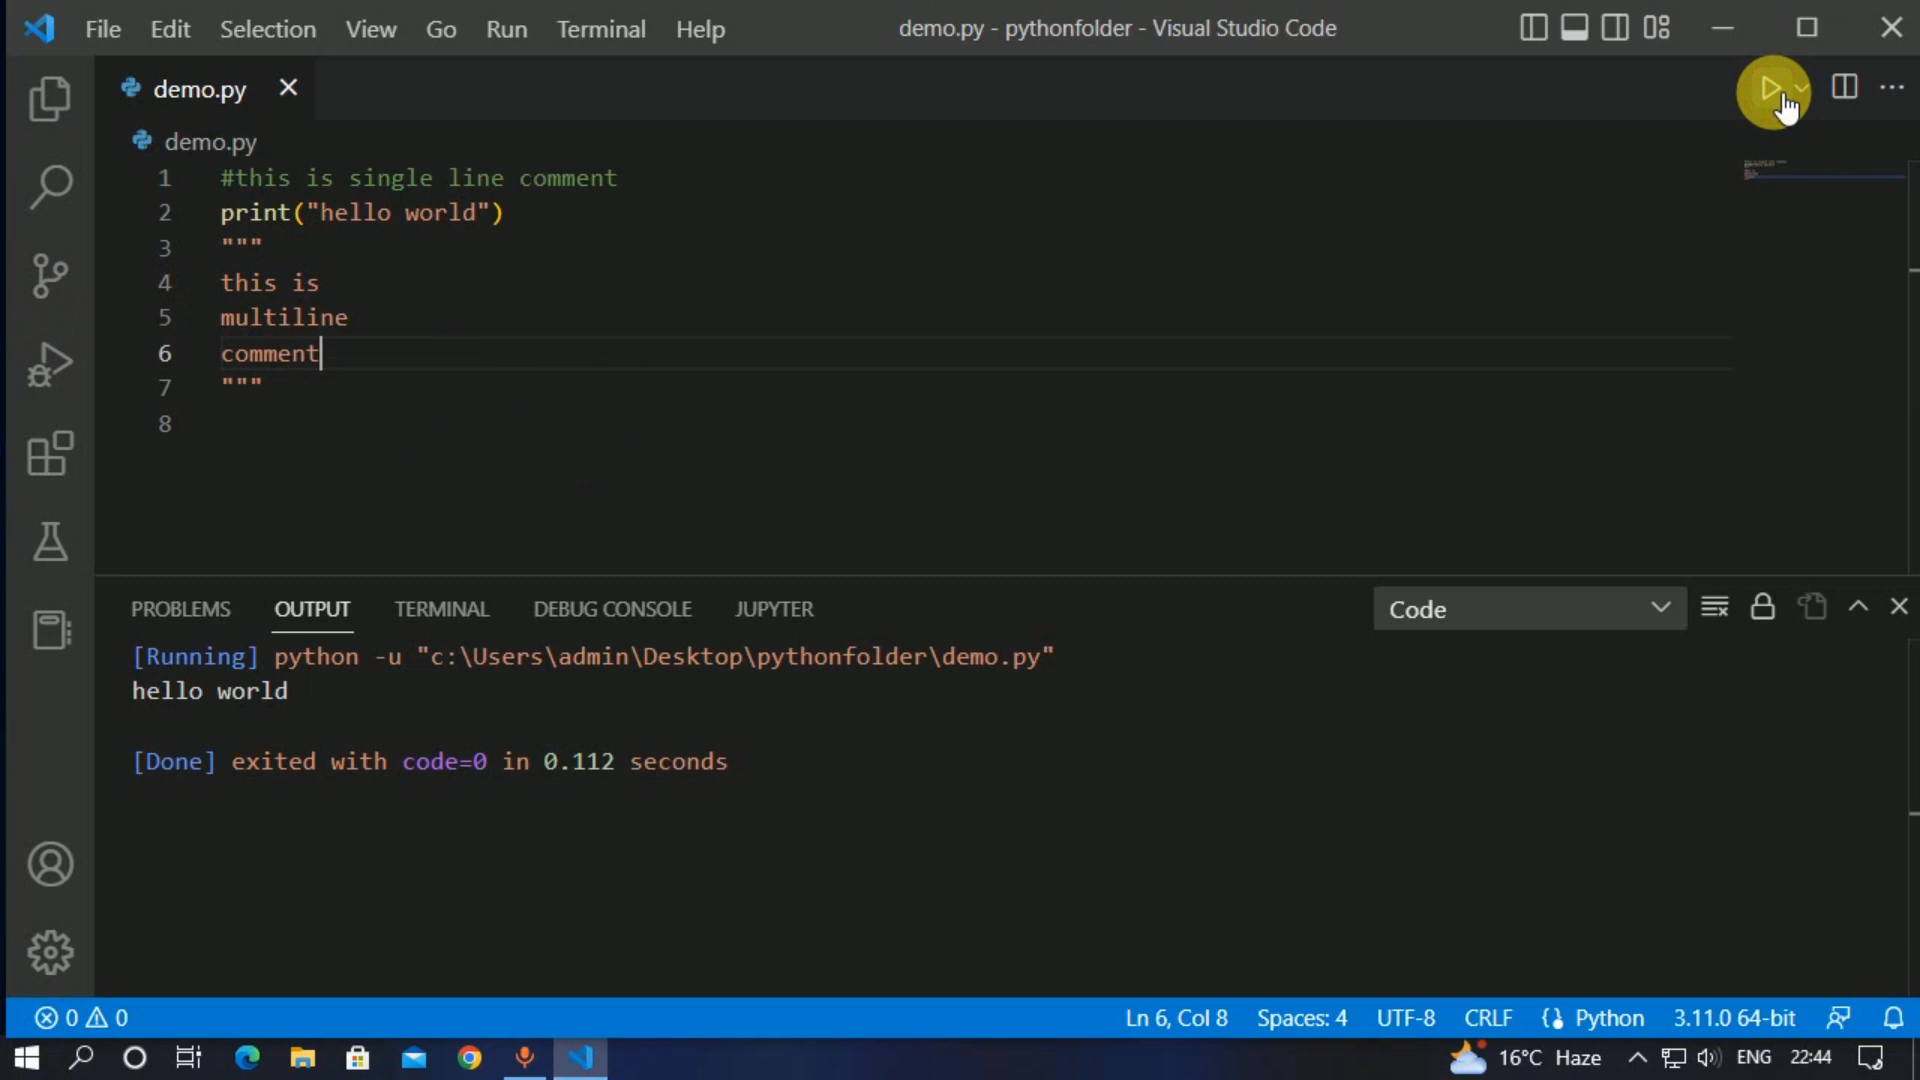 File Edit Selection View Go Run Terminal Help demo.py - pythonfolder - Visual Studio Code
demo.py
demo.py
1 #this is single line comment
2 print("hello world")
3 """
4 this is
5 multiline
6 comment
7 """
8
PROBLEMS OUTPUT TERMINAL DEBUG CONSOLE JUPYTER Code
[Running] python -u "c:\Users\admin\Desktop\pythonfolder\demo.py"
hello world
[Done] exited with code=0 in 0.112 seconds
0 0 Ln 6, Col 8 Spaces: 4 UTF-8 CRLF Python 3.11.0 64-bit
16°C Haze ENG 22:44